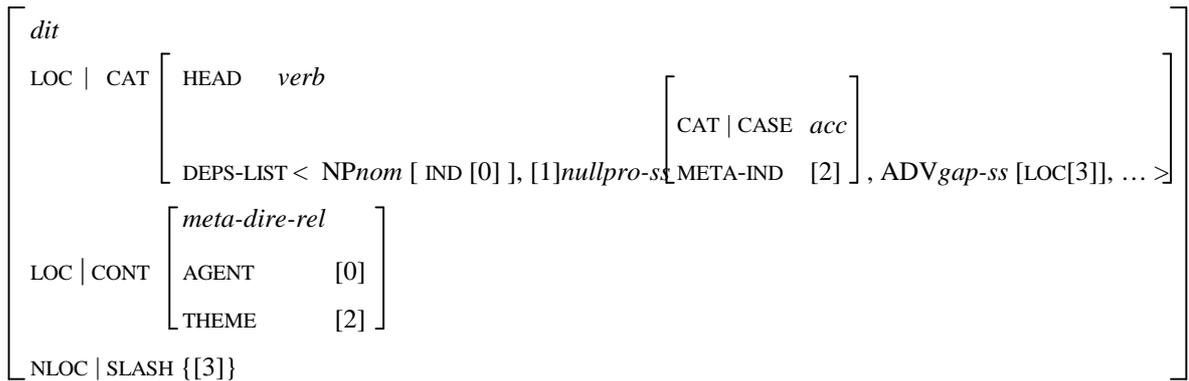 dit
LOC | CAT HEAD verb
CAT | CASE acc
DEPS-LIST < NPnom [ IND [0] ], [1]nullpro-ss META-IND [2] , ADVgap-ss [LOC[3]], … >
meta-dire-rel
LOC | CONT AGENT [0]
THEME [2]
NLOC | SLASH {[3]}